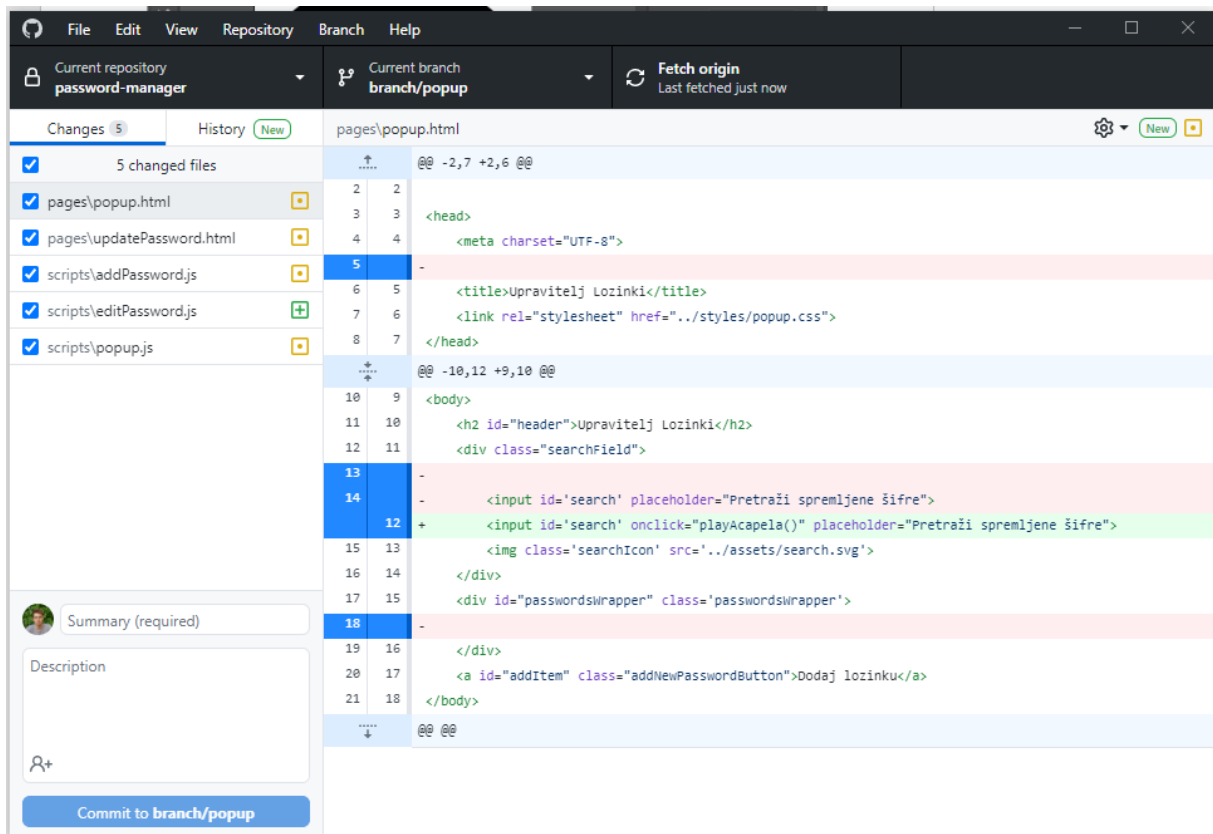 File Edit View Repository Branch Help
Current repository
password-manager
Current branch
branch/popup
Fetch origin
Last fetched just now
Changes 5 History New
pages\popup.html New
5 changed files
pages\popup.html
pages\updatePassword.html
scripts\addPassword.js
scripts\editPassword.js
scripts\popup.js
Summary (required)
Description
Commit to branch/popup
@@ -2,7 +2,6 @@
2 2
3 3 <head>
4 4 <meta charset="UTF-8">
5 -
6 5 <title>Upravitelj Lozinki</title>
7 6 <link rel="stylesheet" href="../styles/popup.css">
8 7 </head>
@@ -10,12 +9,10 @@
10 9 <body>
11 10 <h2 id="header">Upravitelj Lozinki</h2>
12 11 <div class="searchField">
13 -
14 - <input id='search' placeholder="Pretraži spremljene šifre">
12 + <input id='search' onclick="playAcapela()" placeholder="Pretraži spremljene šifre">
15 13 <img class='searchIcon' src='../assets/search.svg'>
16 14 </div>
17 15 <div id="passwordsWrapper" class='passwordsWrapper'>
18 -
19 16 </div>
20 17 <a id="addItem" class="addNewPasswordButton">Dodaj lozinku</a>
21 18 </body>
@@ @@